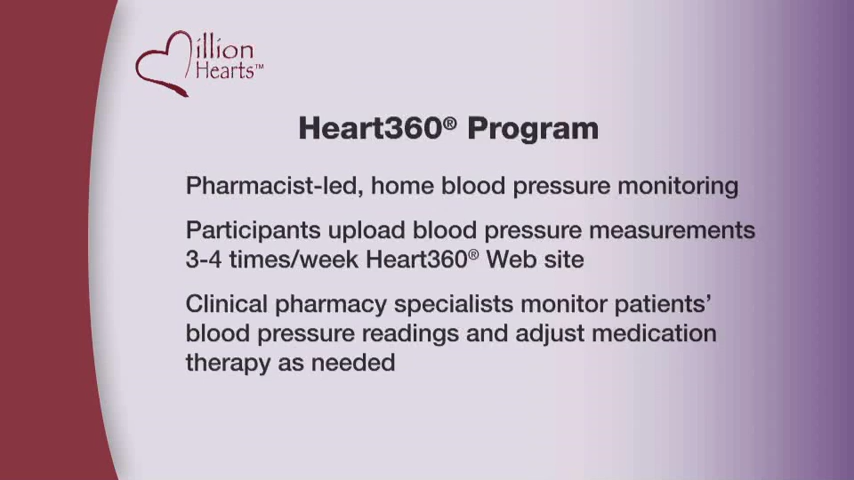 Million
Hearts™
Heart360® Program
Pharmacist-led, home blood pressure monitoring
Participants upload blood pressure measurements
3-4 times/week Heart360® Web site
Clinical pharmacy specialists monitor patients’
blood pressure readings and adjust medication
therapy as needed